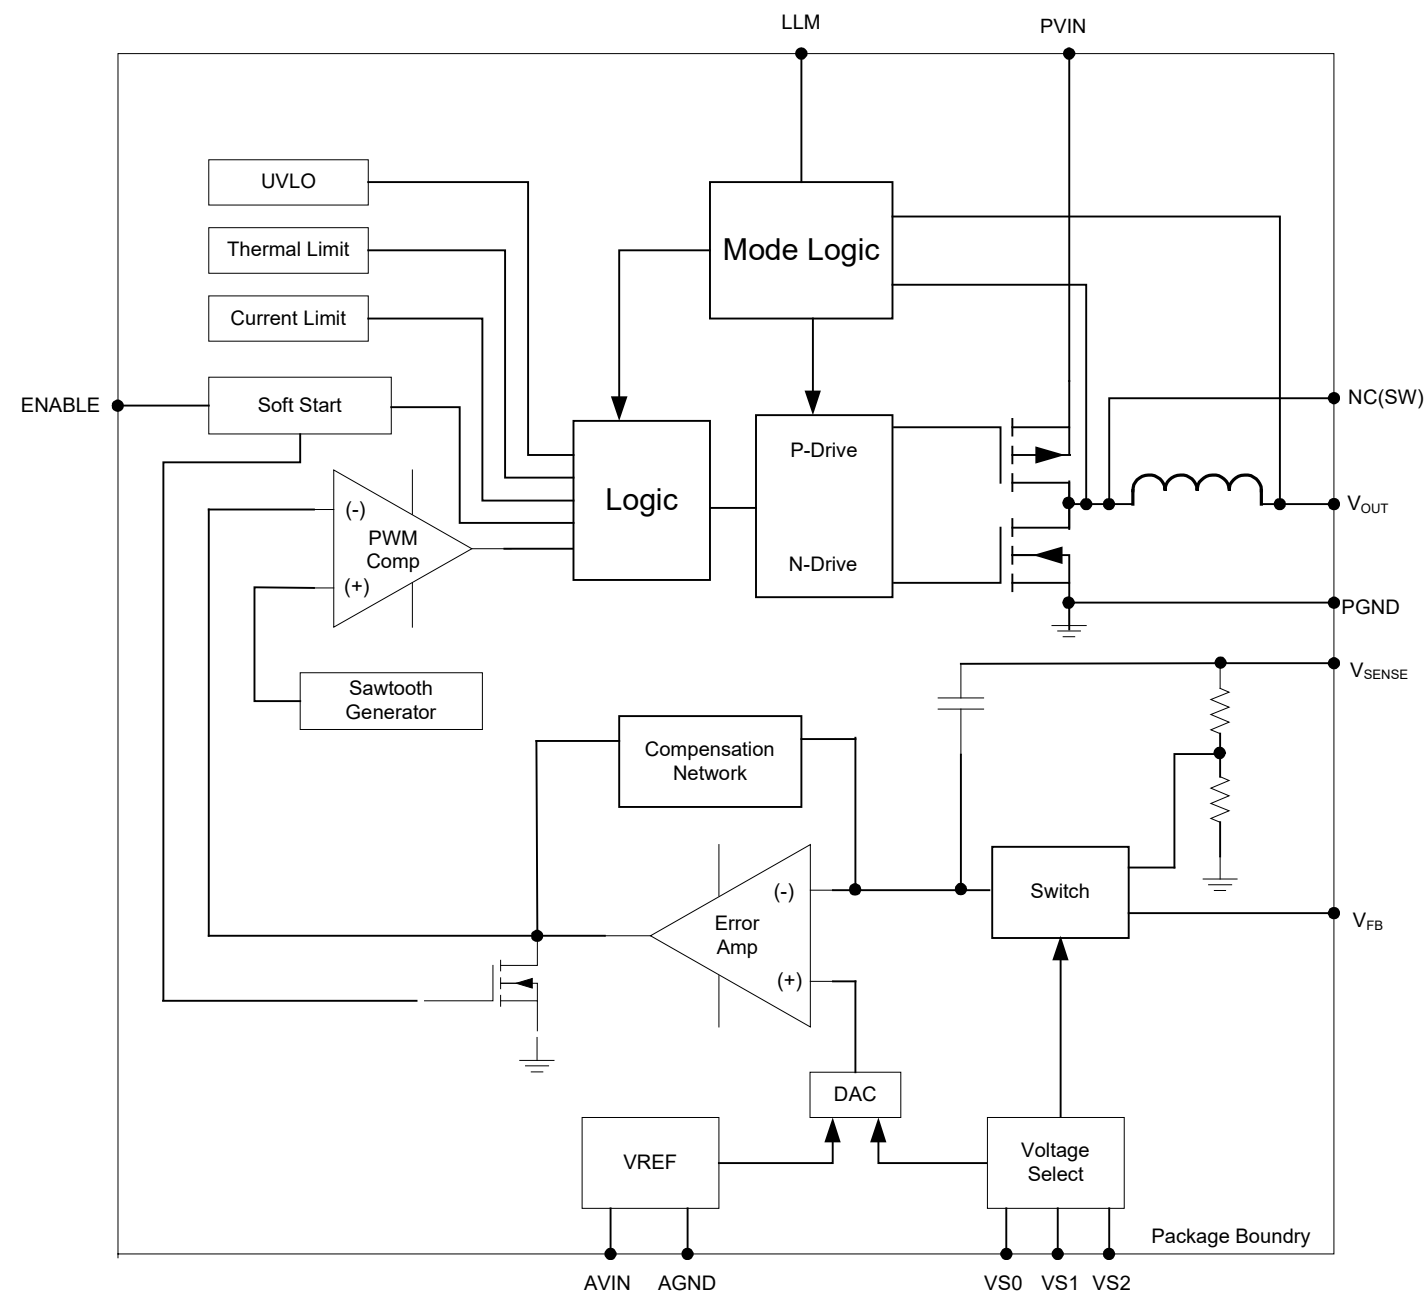 LLM
PVIN
UVLO
Thermal Limit
Mode Logic
Current Limit
ENABLE
Soft Start
NC(SW)
P-Drive
Logic
(-)
PWM
Comp
(+)
N-Drive
VOUT
PGND
VSENSE
Sawtooth
Generator
Compensation
Network
Switch
(-)
Error
Amp
(+)
VFB
DAC
VREF
Voltage
Select
Package Boundry
AVIN
AGND
VS0
VS1
VS2